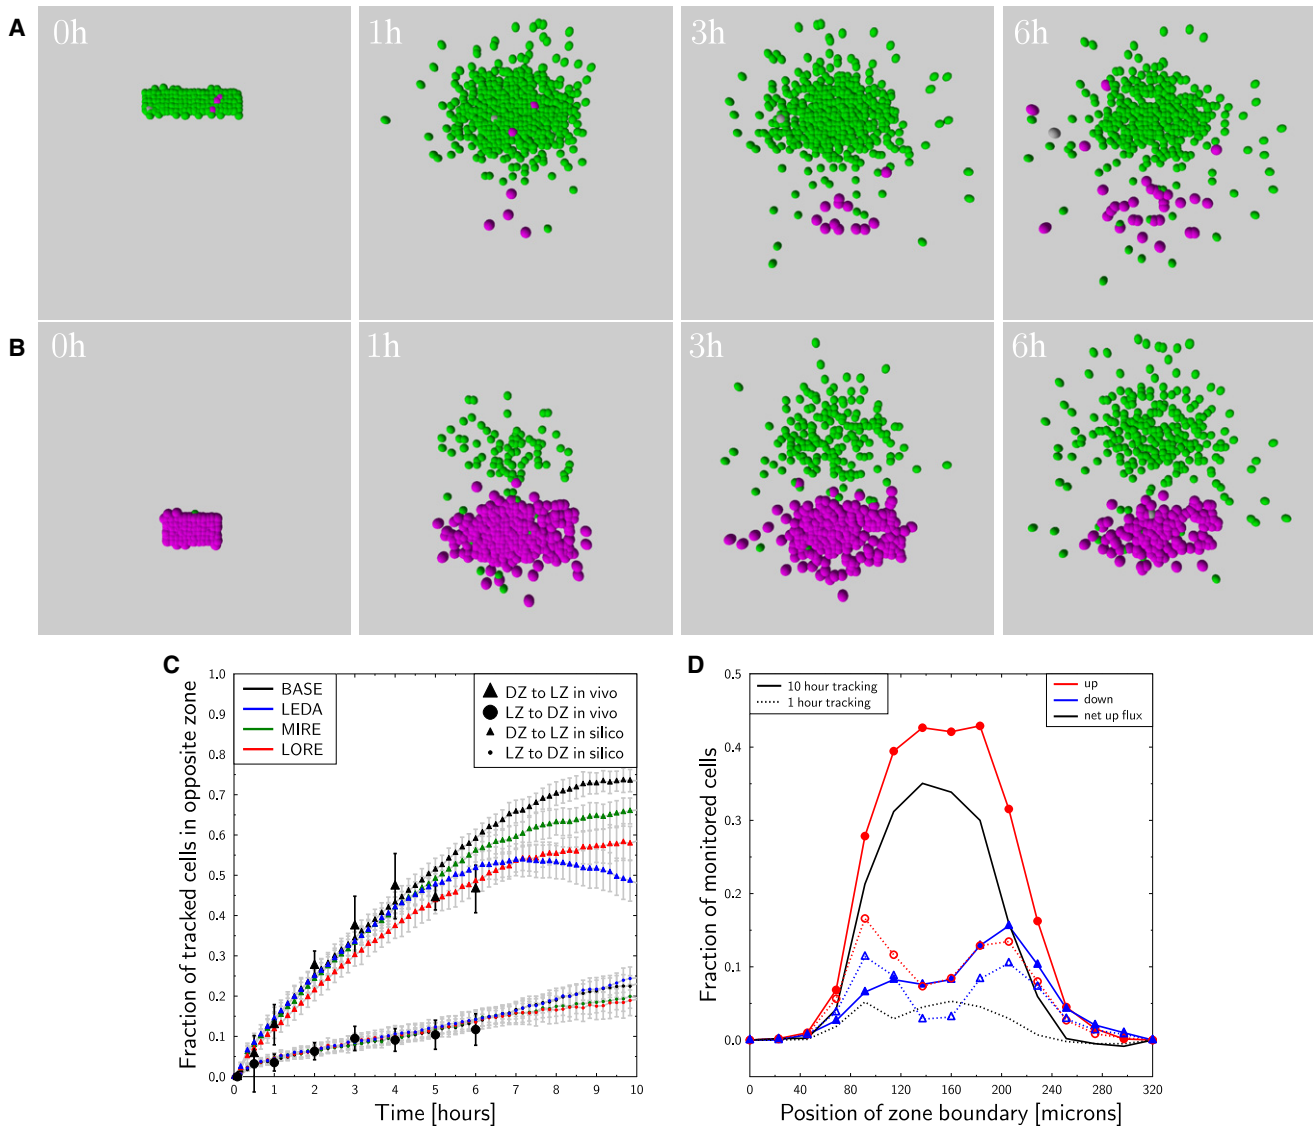 A
0h
1h
3h
6h
B
0h
1h
3h
6h
C
Fraction of tracked cells in opposite zone
1.0
0.9
0.8
0.7
0.6
0.5
0.4
0.3
0.2
0.1
0.0
BASE
LEDA
MIRE
LORE
DZ to LZ in vivo
LZ to DZ in vivo
DZ to LZ in silico
LZ to DZ in silico
0 1 2 3 4 5 6 7 8 9 10
Time [hours]
D
Fraction of monitored cells
0.5
0.4
0.3
0.2
0.1
0.0
10 hour tracking
1 hour tracking
up
down
net up flux
0 40 80 120 160 200 240 280 320
Position of zone boundary [microns]